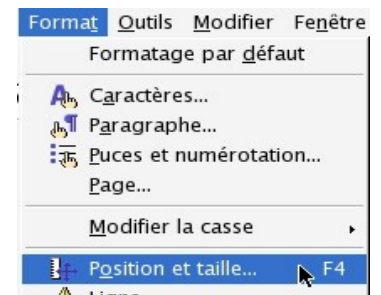 Format Outils Modifier Fenêtre
Formatage par défaut
Caractères...
Paragraphe...
Puces et numérotation...
Page...
Modifier la casse
Position et taille... F4